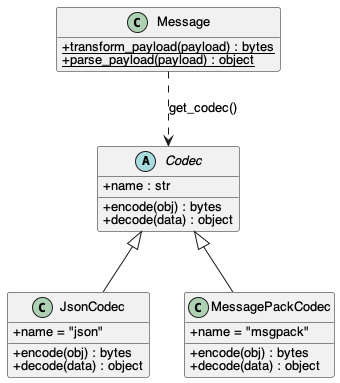 C Message
+transform_payload(payload) : bytes
+parse_payload(payload) : object
get_codec()
A Codec
+name : str
+encode(obj) : bytes
+decode(data) : object
C JsonCodec
+name = "json"
+encode(obj) : bytes
+decode(data) : object
C MessagePackCodec
+name = "msgpack"
+encode(obj) : bytes
+decode(data) : object